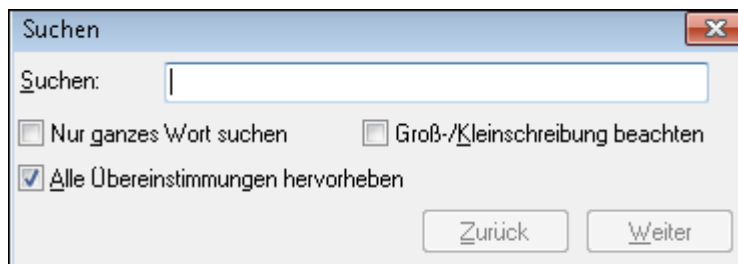 Suchen
Suchen:
Nur ganzes Wort suchen Groß-/Kleinschreibung beachten
Alle Übereinstimmungen hervorheben
Zurück Weiter